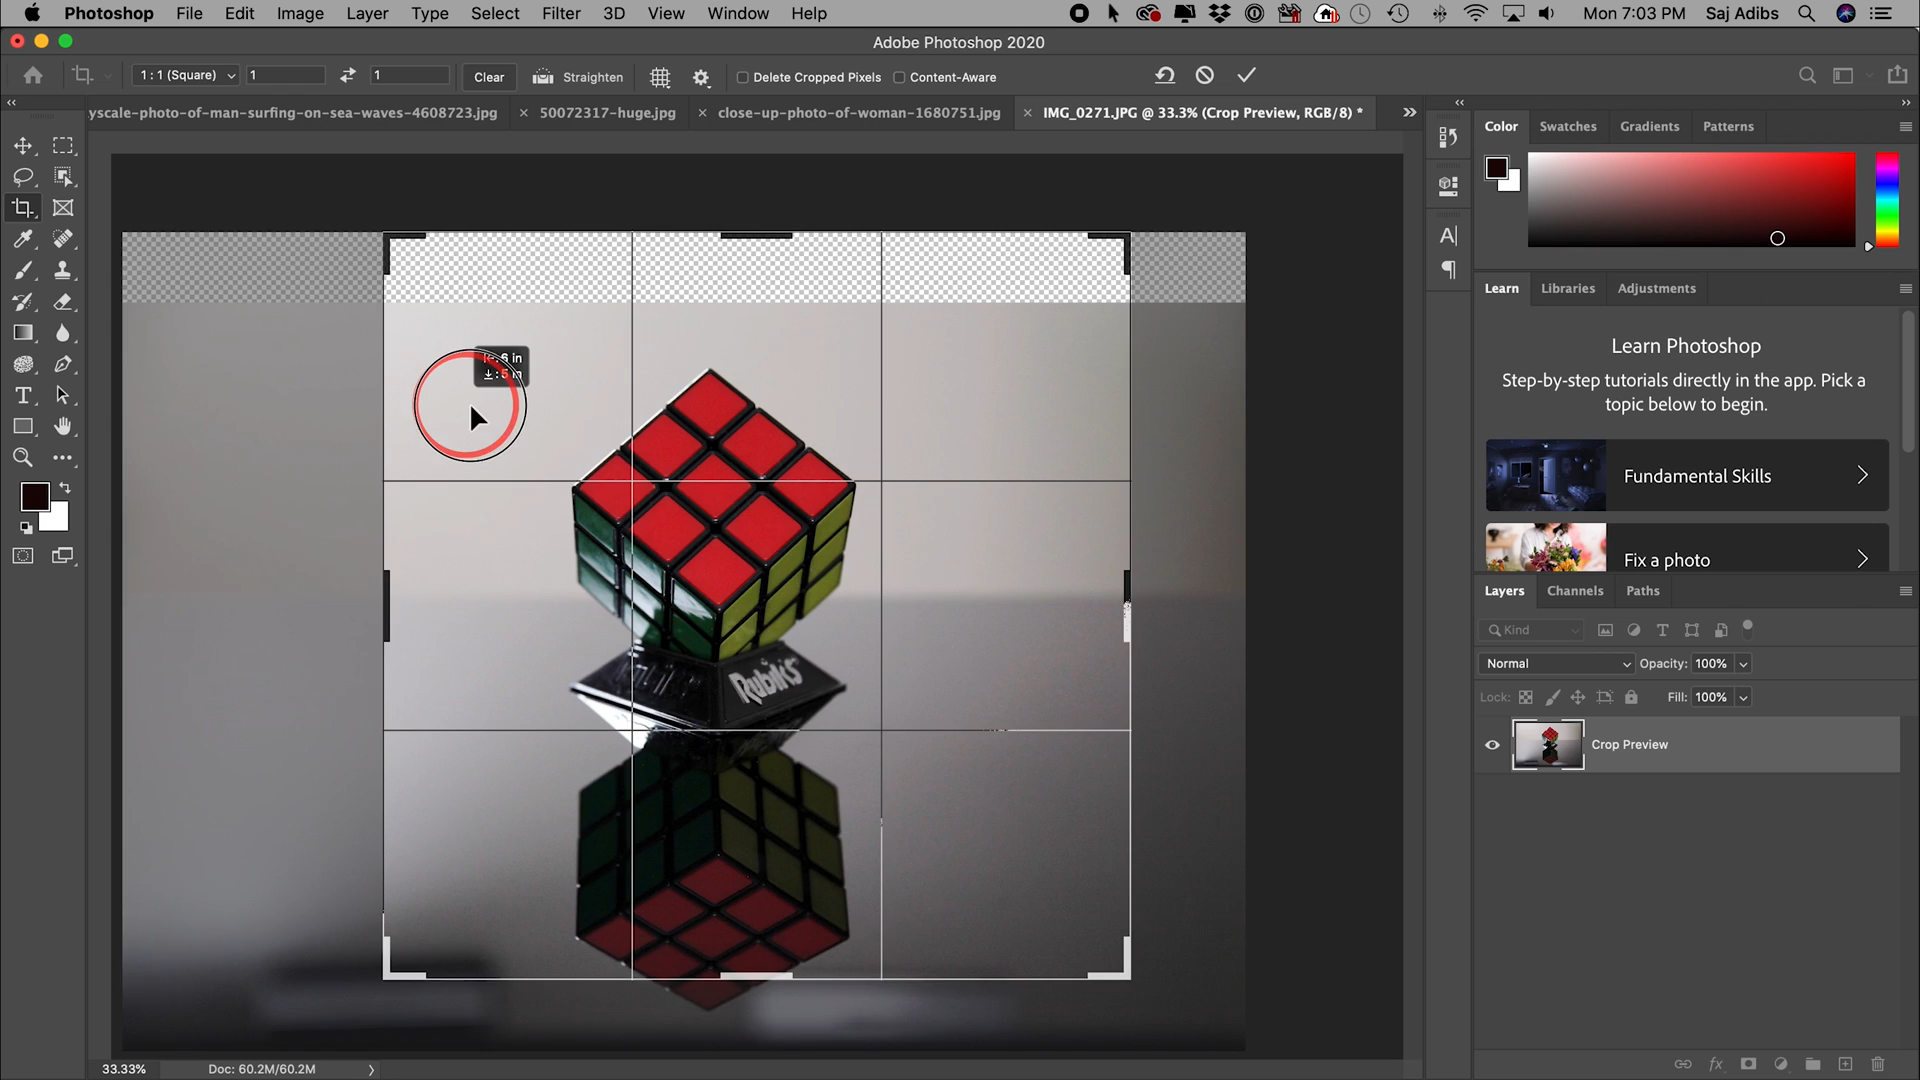 Photoshop File Edit Image Layer Type Select Filter 3D View Window Help Mon 7:03 PM Saj Adibs
Adobe Photoshop 2020
1 : 1 (Square) 1 1 Clear Straighten Delete Cropped Pixels Content-Aware
yscale-photo-of-man-surfing-on-sea-waves-4608723.jpg 50072317-huge.jpg close-up-photo-of-woman-1680751.jpg IMG_0271.JPG @ 33.3% (Crop Preview, RGB/8) *
Color Swatches Gradients Patterns
Learn Libraries Adjustments
Learn Photoshop
Step-by-step tutorials directly in the app. Pick a
topic below to begin.
Fundamental Skills
Fix a photo
6 in
5 in
Rubik's
Layers Channels Paths
Kind
Normal Opacity: 100%
Lock: Fill: 100%
Crop Preview
33.33% Doc: 60.2M/60.2M